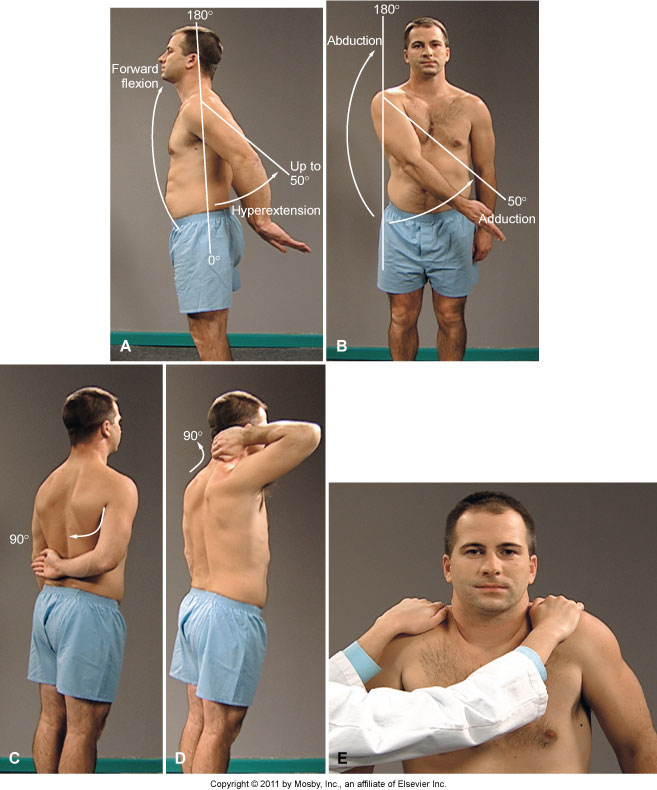 180°
Forward
flexion
Up to
50°
Hyperextension
0°
A
180°
Abduction
50°
Adduction
B
90°
C
90°
D
E
Copyright © 2011 by Mosby, Inc., an affiliate of Elsevier Inc.